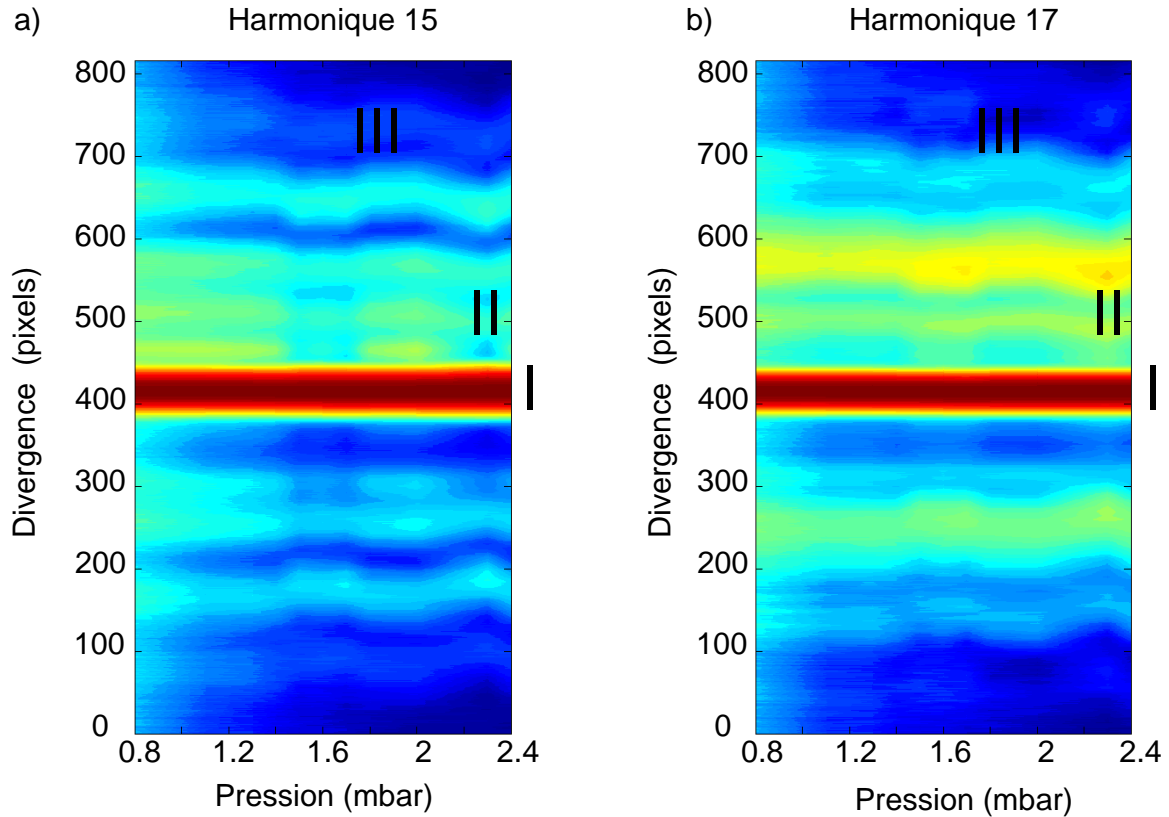 a)
Harmonique 15
800
700
600
500
400
300
200
100
0
0.8
1.2
1.6
2
2.4
Divergence (pixels)
Pression (mbar)
III
II
I
b)
Harmonique 17
800
700
600
500
400
300
200
100
0
0.8
1.2
1.6
2
2.4
Divergence (pixels)
Pression (mbar)
III
II
I